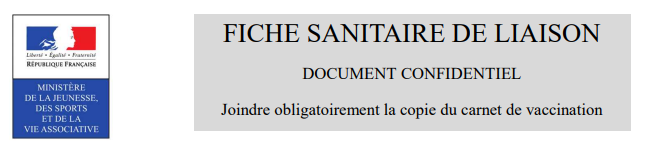 Liberté • Égalité • Fraternité
RÉPUBLIQUE FRANÇAISE
MINISTÈRE
DE LA JEUNESSE,
DES SPORTS
ET DE LA
VIE ASSOCIATIVE
FICHE SANITAIRE DE LIAISON
DOCUMENT CONFIDENTIEL
Joindre obligatoirement la copie du carnet de vaccination